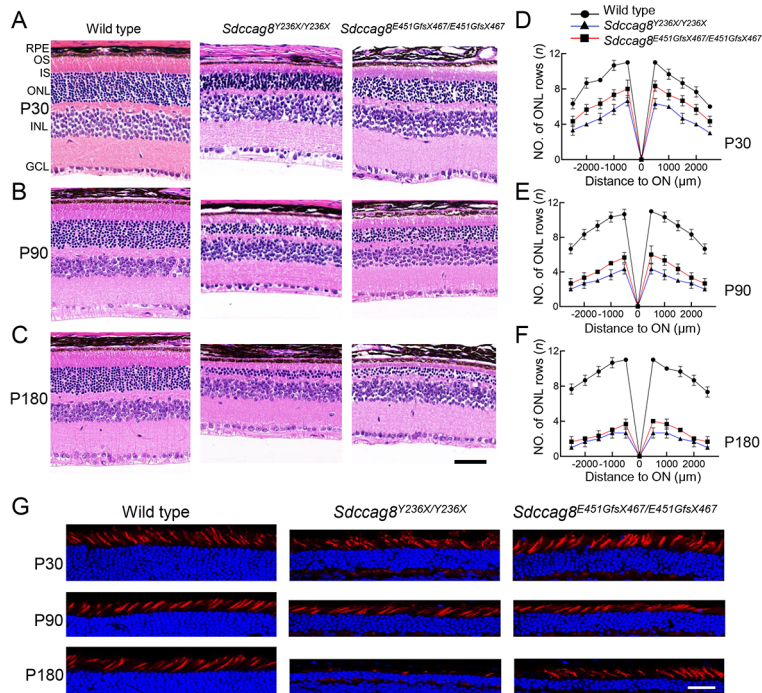 A
Wild type
Sdccag8Y236X/Y236X
Sdccag8E451GfsX467/E451GfsX467
RPE
OS
IS
ONL
P30
INL
GCL
B
P90
C
P180
D
Wild type
Sdccag8Y236X/Y236X
Sdccag8E451GfsX467/E451GfsX467
NO. of ONL rows (n)
12
8
4
0
-2000 -1000 0 1000 2000
Distance to ON (µm)
P30
E
NO. of ONL rows (n)
12
8
4
0
-2000 -1000 0 1000 2000
Distance to ON (µm)
P90
F
NO. of ONL rows (n)
12
8
4
0
-2000 -1000 0 1000 2000
Distance to ON (µm)
P180
G
Wild type
Sdccag8Y236X/Y236X
Sdccag8E451GfsX467/E451GfsX467
P30
P90
P180